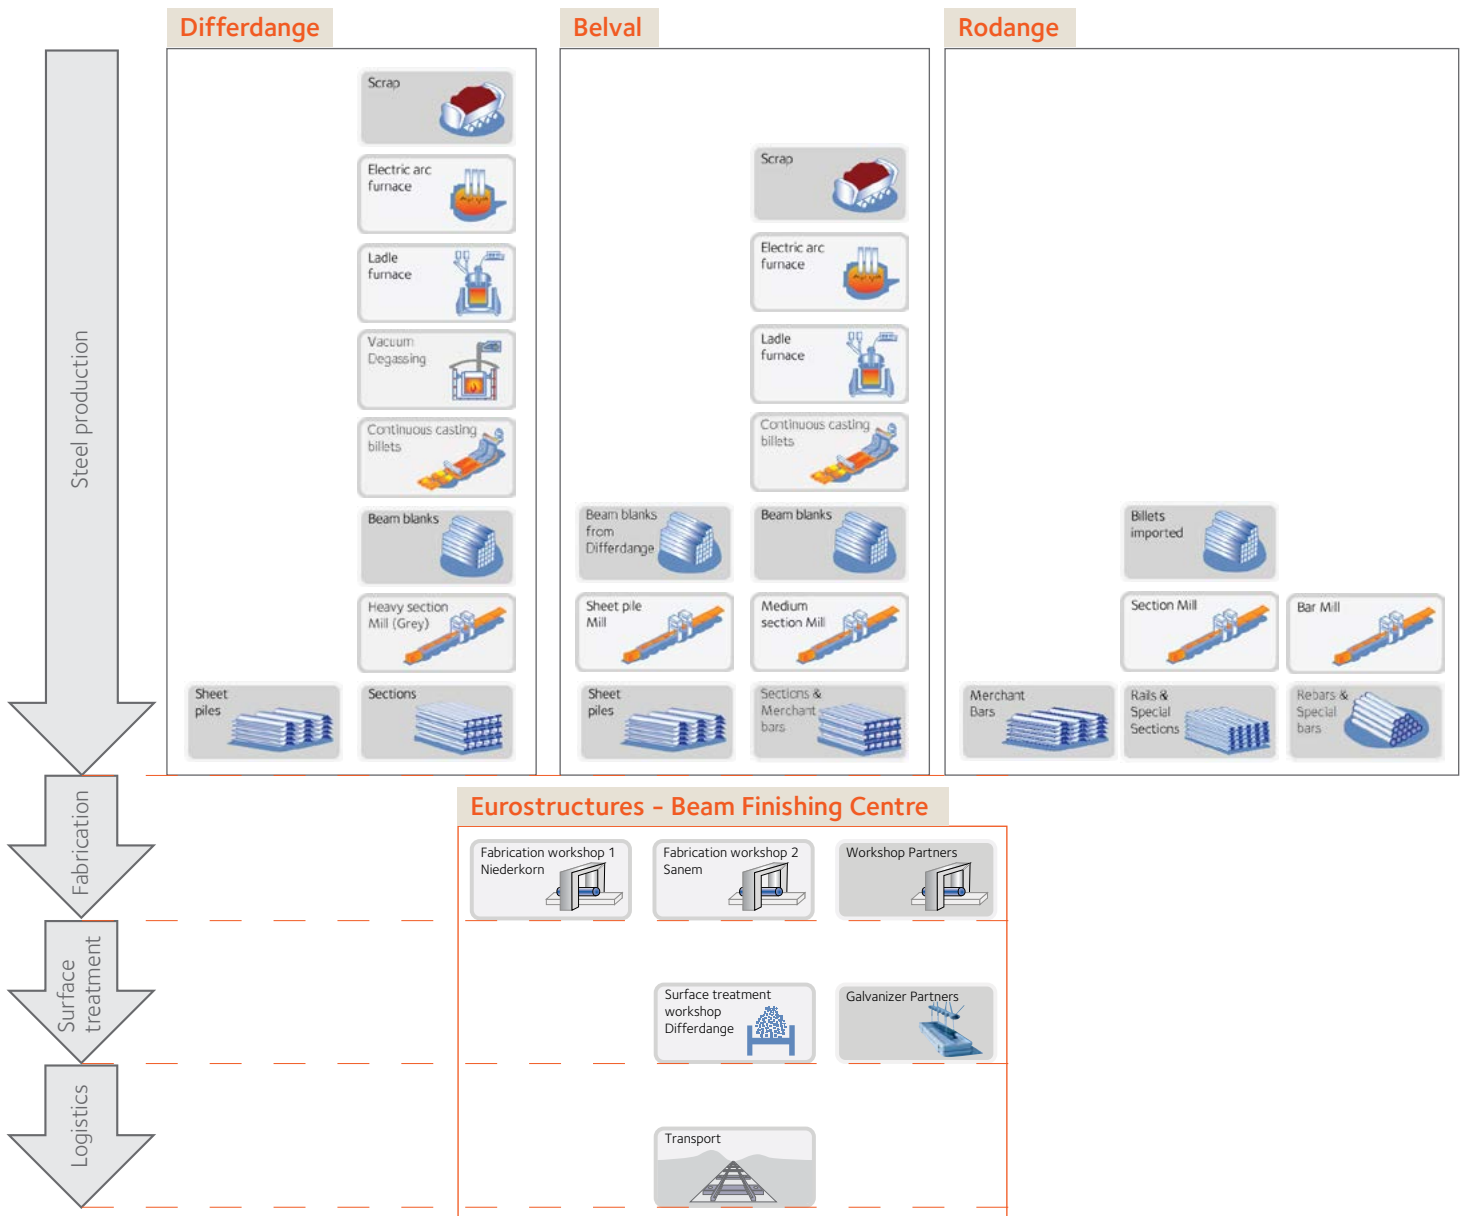 Differdange
Belval
Rodange
Steel production
Scrap
Electric arc
furnace
Ladle
furnace
Vacuum
Degassing
Continuous casting
billets
Beam blanks
Heavy section
Mill (Grey)
Sheet
piles
Sections
Scrap
Electric arc
furnace
Ladle
furnace
Continuous casting
billets
Beam blanks
from
Differdange
Beam blanks
Sheet pile
Mill
Medium
section Mill
Sheet
piles
Sections &
Merchant
bars
Billets
imported
Section Mill
Bar Mill
Merchant
Bars
Rails &
Special
Sections
Rebars &
Special
bars
Eurostructures - Beam Finishing Centre
Fabrication
Fabrication workshop 1
Niederkorn
Fabrication workshop 2
Sanem
Workshop Partners
Surface
treatment
Surface treatment
workshop
Differdange
Galvanizer Partners
Logistics
Transport